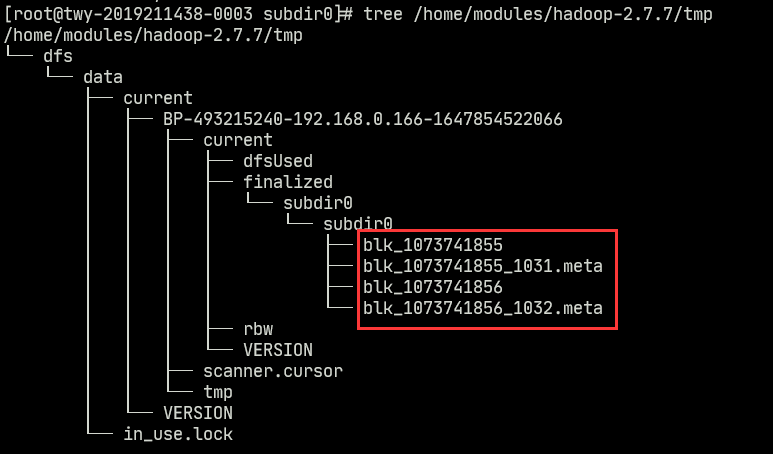 [root@twy-2019211438-0003 subdir0]# tree /home/modules/hadoop-2.7.7/tmp
/home/modules/hadoop-2.7.7/tmp
└── dfs
    └── data
        ├── current
        │   ├── BP-493215240-192.168.0.166-1647854522066
        │   │   ├── current
        │   │   │   ├── dfsUsed
        │   │   │   ├── finalized
        │   │   │   │   └── subdir0
        │   │   │   │       └── subdir0
        │   │   │   │           ├── blk_1073741855
        │   │   │   │           ├── blk_1073741855_1031.meta
        │   │   │   │           ├── blk_1073741856
        │   │   │   │           └── blk_1073741856_1032.meta
        │   │   │   ├── rbw
        │   │   │   └── VERSION
        │   │   ├── scanner.cursor
        │   │   └── tmp
        │   └── VERSION
        └── in_use.lock